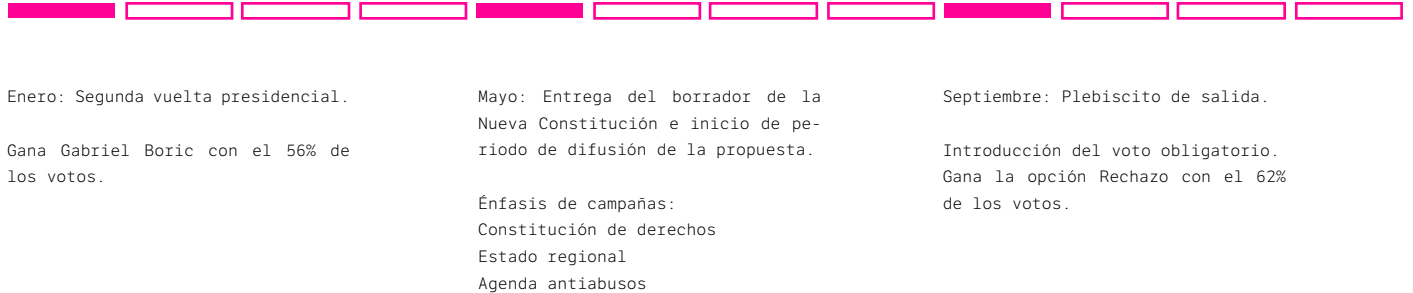 Enero: Segunda vuelta presidencial.
Gana Gabriel Boric con el 56% de
los votos.
Mayo: Entrega del borrador de la
Nueva Constitución e inicio de pe-
riodo de difusión de la propuesta.
Énfasis de campañas:
Constitución de derechos
Estado regional
Agenda antiabusos
Septiembre: Plebiscito de salida.
Introducción del voto obligatorio.
Gana la opción Rechazo con el 62%
de los votos.